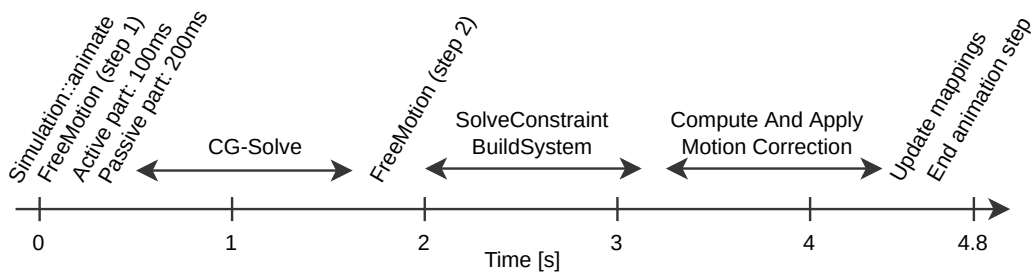 Simulation::animate
FreeMotion (step 1)
Active part: 100ms
Passive part: 200ms
CG-Solve
FreeMotion (step 2)
SolveConstraint
BuildSystem
Compute And Apply
Motion Correction
Update mappings
End animation step
0
1
2
3
4
4.8
Time [s]